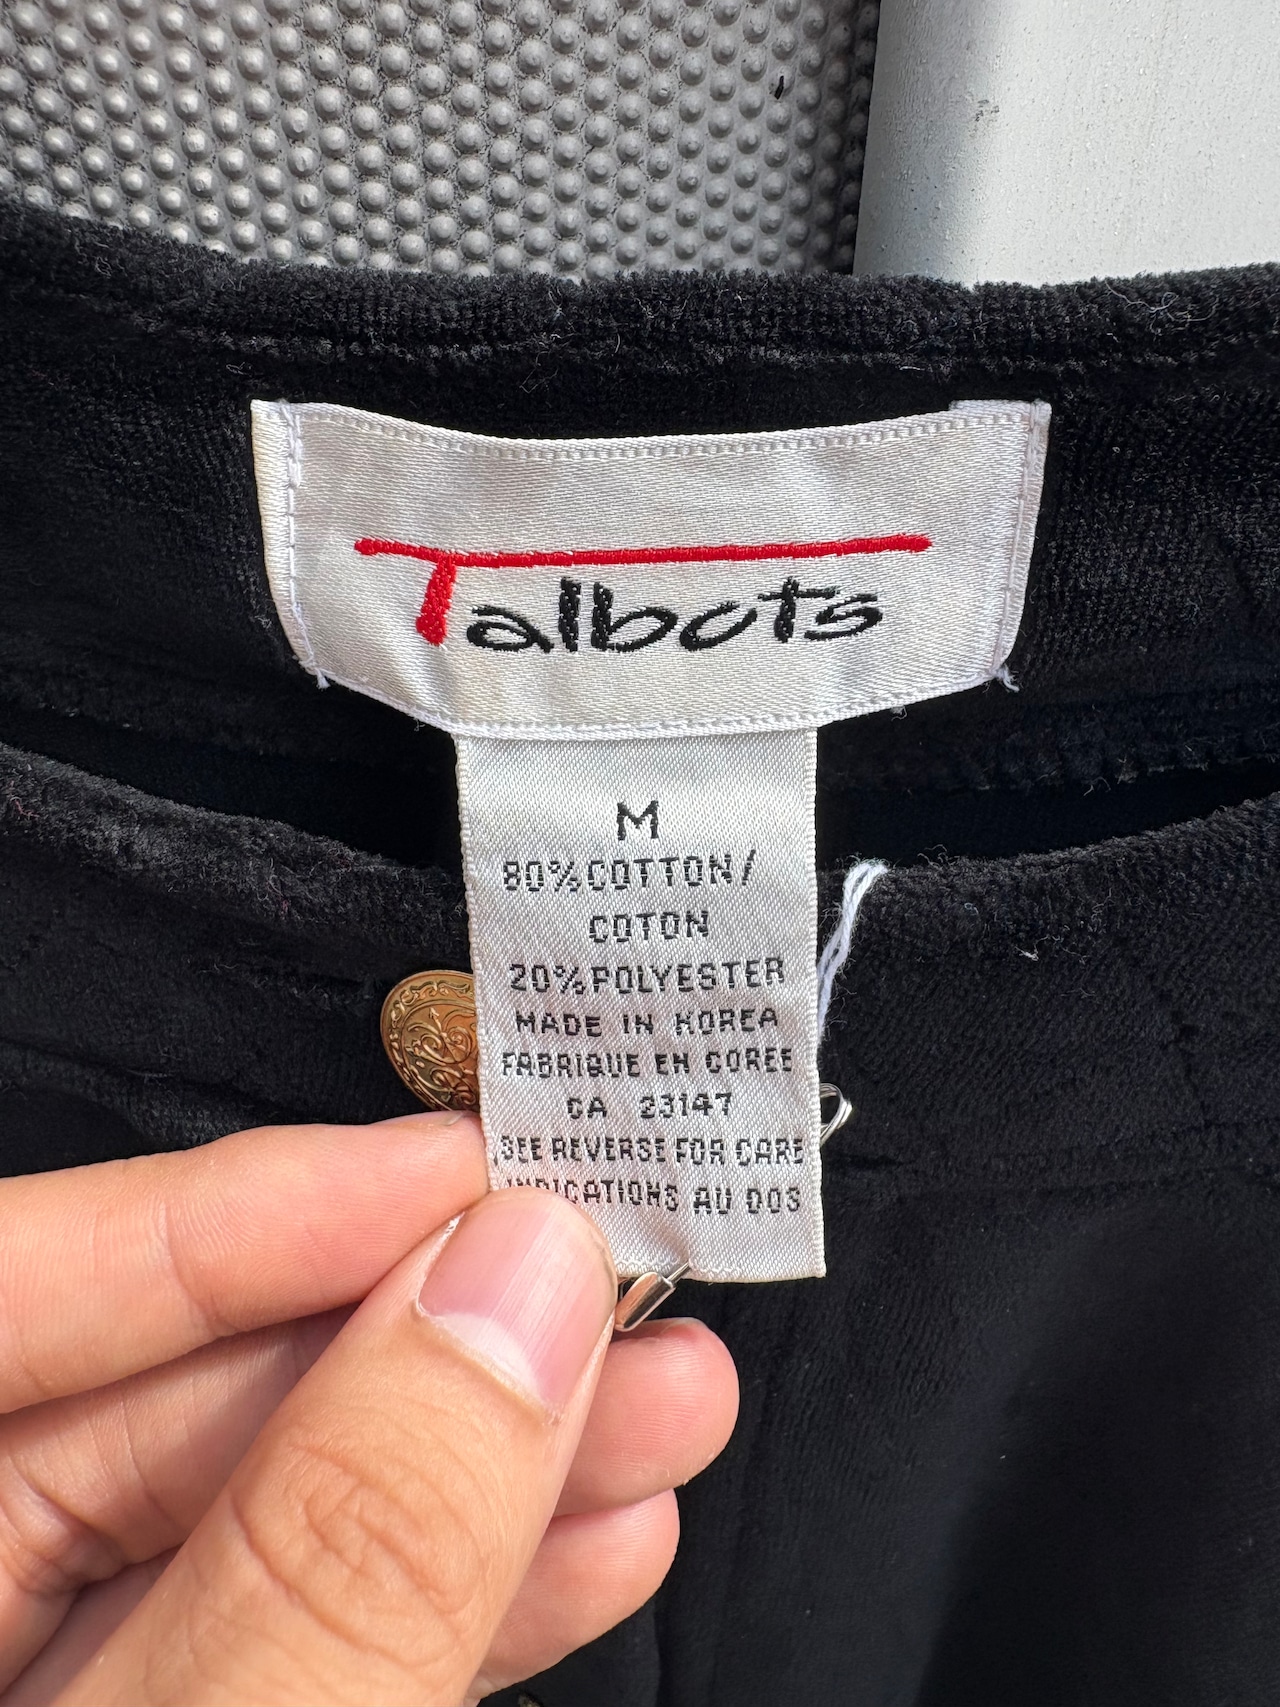 Talbots
M
80% COTTON/
COTON
20% POLYESTER
MADE IN KOREA
FABRIQUE EN COREE
CA 23147
SEE REVERSE FOR CARE
INDICATIONS AU DOS